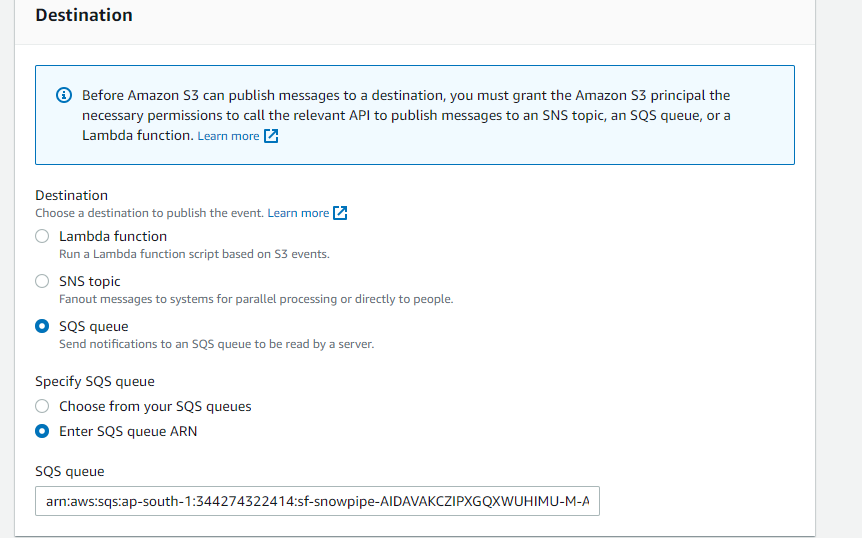 Destination
Before Amazon S3 can publish messages to a destination, you must grant the Amazon S3 principal the
necessary permissions to call the relevant API to publish messages to an SNS topic, an SQS queue, or a
Lambda function. Learn more
Destination
Choose a destination to publish the event. Learn more
Lambda function
Run a Lambda function script based on S3 events.
SNS topic
Fanout messages to systems for parallel processing or directly to people.
SQS queue
Send notifications to an SQS queue to be read by a server.
Specify SQS queue
Choose from your SQS queues
Enter SQS queue ARN
SQS queue
arn:aws:sqs:ap-south-1:344274322414:sf-snowpipe-AIDAVAKCZIPXGQXWUHIMU-M-A